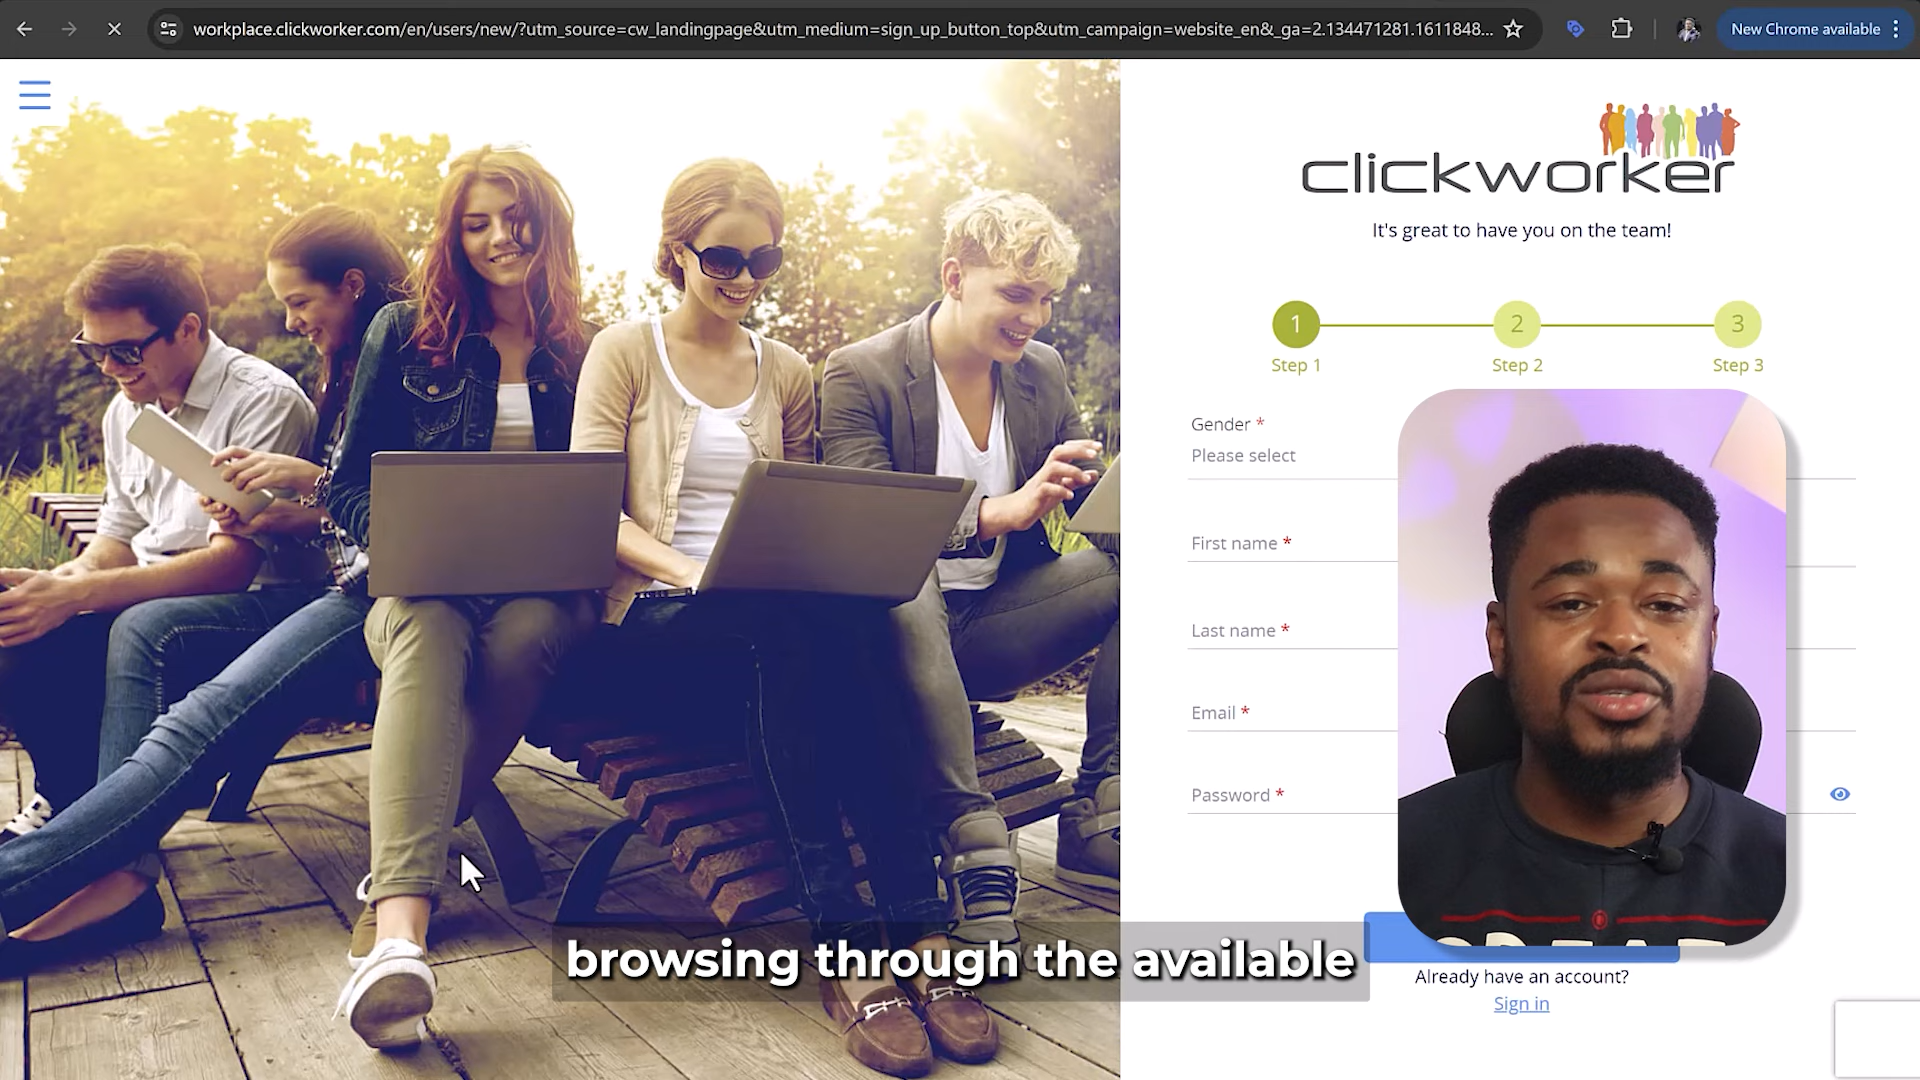 workplace.clickworker.com/en/users/new/?utm_source=cw_landingpage&utm_medium=sign_up_button_top&utm_campaign=website_en&_ga=2.134471281.1611848...
New Chrome available
clickworker
It's great to have you on the team!
1 2 3
Step 1 Step 2 Step 3
Gender *
Please select
First name *
Last name *
Email *
Password *
browsing through the available
Already have an account?
Sign in